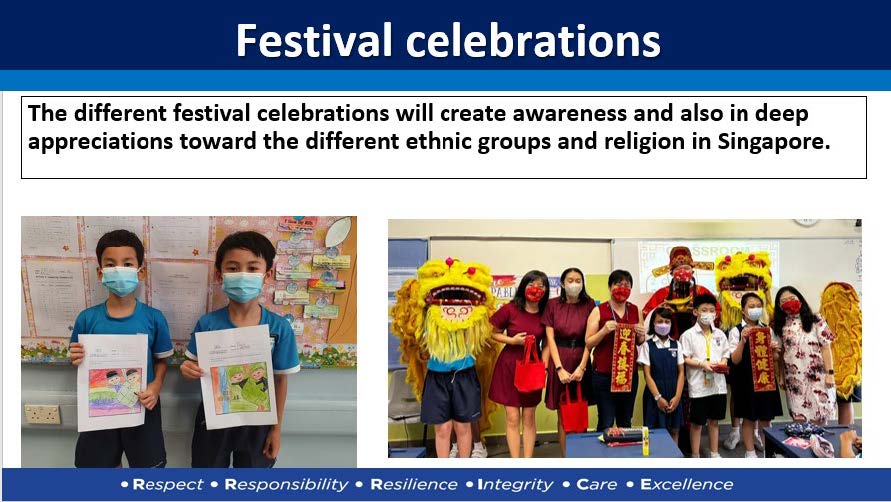 Festival celebrations
The different festival celebrations will create awareness and also in deep
appreciations toward the different ethnic groups and religion in Singapore.
CLASSROOM
迎春接福
身體健康
• Respect • Responsibility • Resilience • Integrity • Care • Excellence